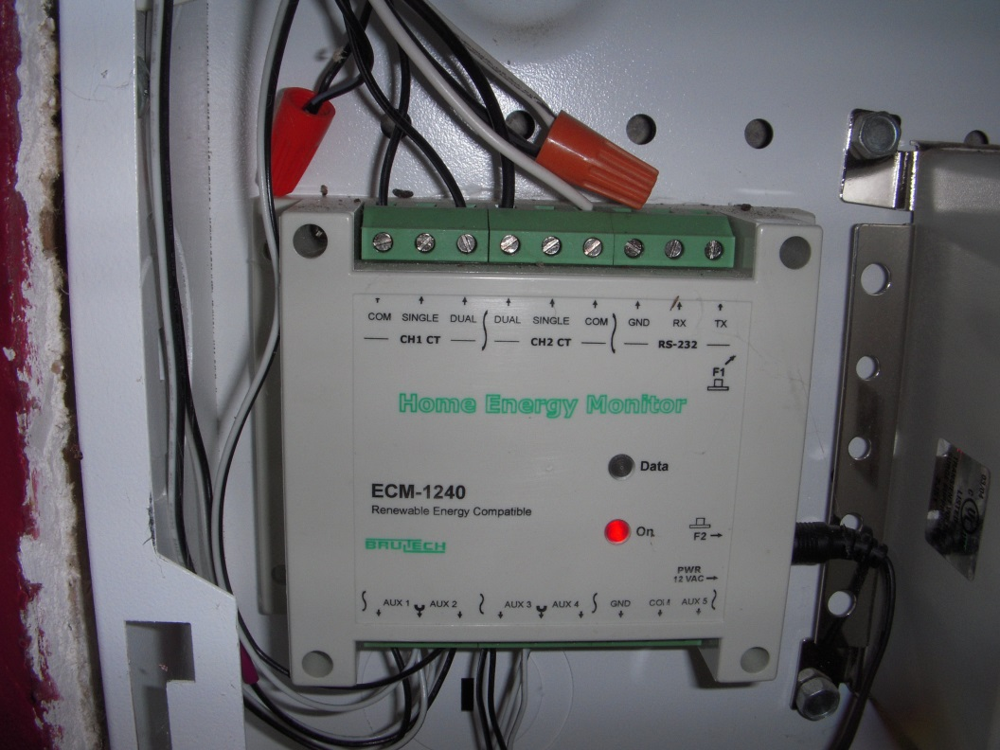 COM SINGLE DUAL DUAL SINGLE COM GND RX TX
CH1 CT CH2 CT RS-232
F1
Home Energy Monitor
Data
ECM-1240
Renewable Energy Compatible
On
F2
BRULTECH
PWR
12 VAC
AUX 1 AUX 2 AUX 3 AUX 4 GND COM AUX 5